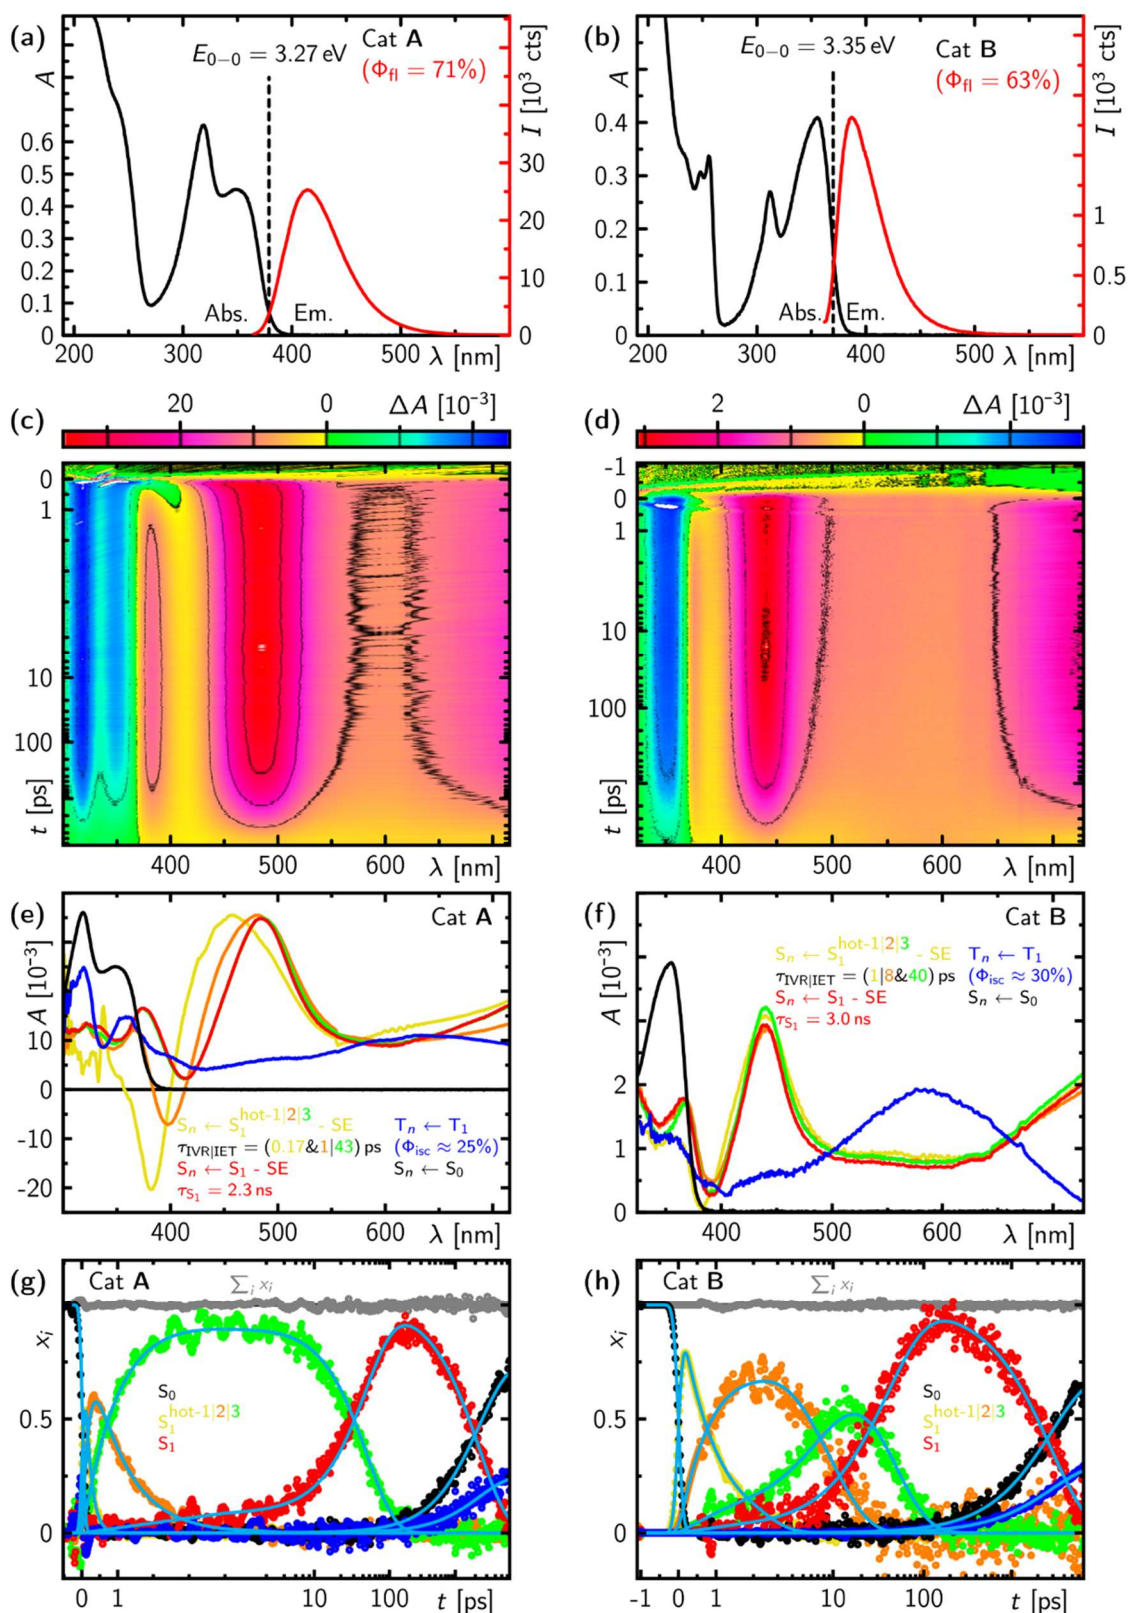 (a)
Cat A
E0−0 = 3.27 eV
(Φfl = 71%)
A
I [10³ cts]
0.6
0.5
0.4
0.3
0.2
0.1
0
30
20
10
0
Abs.
Em.
200 300 400 500 λ [nm]
(b)
E0−0 = 3.35 eV
Cat B
(Φfl = 63%)
A
I [10³ cts]
0.4
0.3
0.2
0.1
0
1
0.5
0
Abs.
Em.
200 300 400 500 λ [nm]
(c)
20 0 ΔA [10⁻³]
0
1
10
100
t [ps]
400 500 600 λ [nm]
(d)
2 0 ΔA [10⁻³]
-1
0
1
10
100
t [ps]
400 500 600 λ [nm]
(e)
Cat A
A [10⁻³]
30
20
10
0
-10
-20
Sn ← S1hot-1|2|3 - SE
τIVR|IET = (0.17&1|43) ps
Sn ← S1 - SE
τS1 = 2.3 ns
Tn ← T1
(Φisc ≈ 25%)
Sn ← S0
400 500 600 λ [nm]
(f)
Cat B
A [10⁻³]
4
2
1
0
Sn ← S1hot-1|2|3 - SE
τIVR|IET = (1|8&40) ps
Sn ← S1 - SE
τS1 = 3.0 ns
Tn ← T1
(Φisc ≈ 30%)
Sn ← S0
400 500 600 λ [nm]
(g)
Cat A
∑i xi
1
xi
0.5
0
S0
S1hot-1|2|3
S1
0 1 10 100 t [ps]
(h)
Cat B
∑i xi
1
xi
0.5
0
S0
S1hot-1|2|3
S1
-1 0 1 10 100 t [ps]